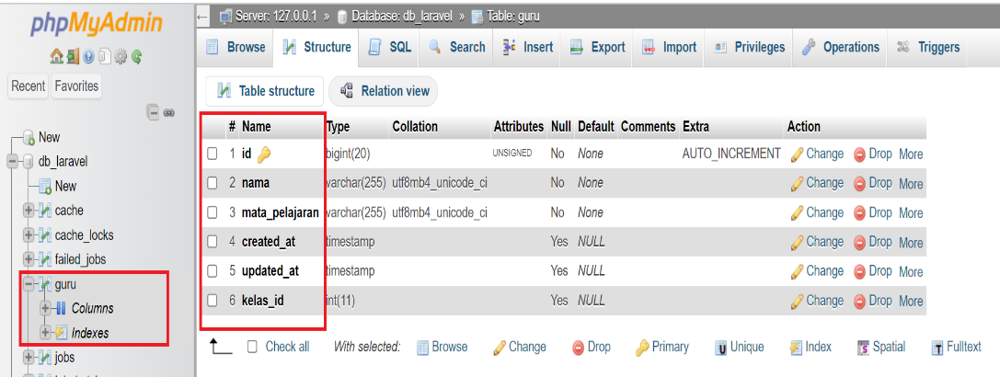 phpMyAdmin
Recent Favorites
New
db_laravel
New
cache
cache_locks
failed_jobs
guru
Columns
Indexes
jobs
Server: 127.0.0.1 » Database: db_laravel » Table: guru
Browse Structure SQL Search Insert Export Import Privileges Operations Triggers
Table structure Relation view
# Name Type Collation Attributes Null Default Comments Extra Action
1 id bigint(20) UNSIGNED No None AUTO_INCREMENT Change Drop More
2 nama varchar(255) utf8mb4_unicode_ci No None Change Drop More
3 mata_pelajaran varchar(255) utf8mb4_unicode_ci No None Change Drop More
4 created_at timestamp Yes NULL Change Drop More
5 updated_at timestamp Yes NULL Change Drop More
6 kelas_id int(11) Yes NULL Change Drop More
Check all With selected: Browse Change Drop Primary Unique Index Spatial Fulltext